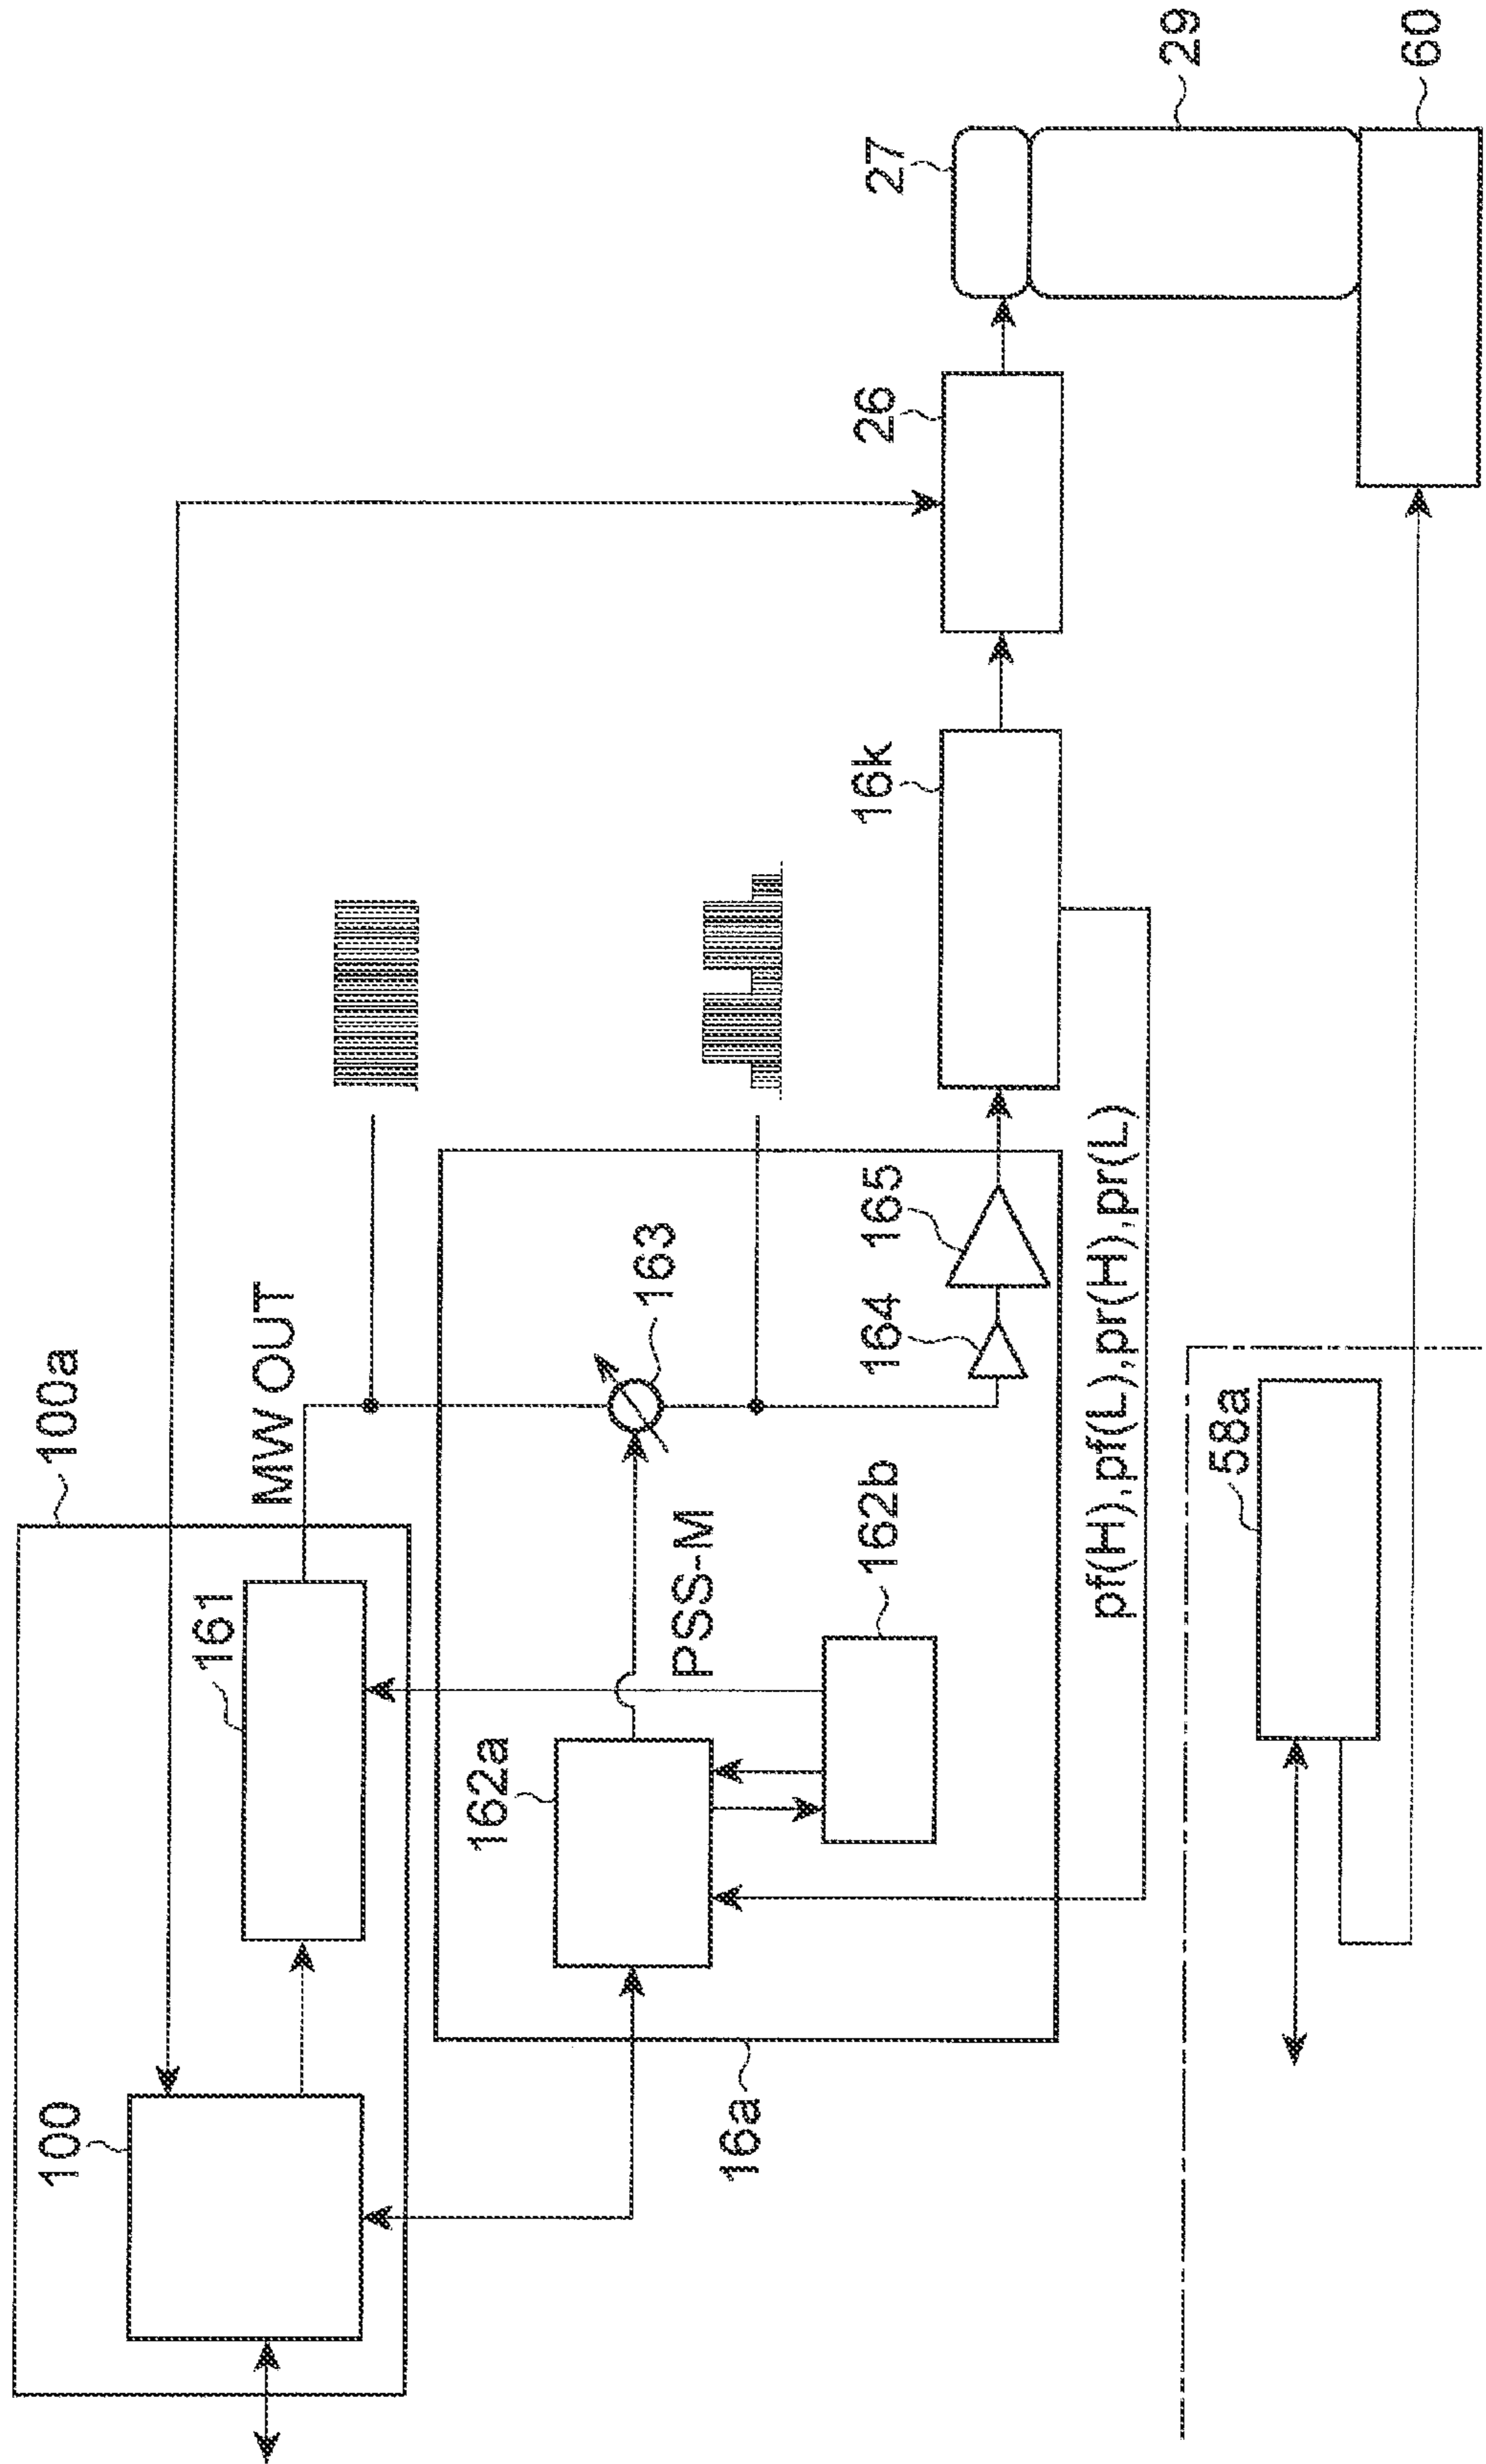 100a
100
161
MW OUT
27
29
60
26
16k
163
164
165
162a
PSS-M
162b
16a
pf(H),pf(L),pr(H),pr(L)
58a